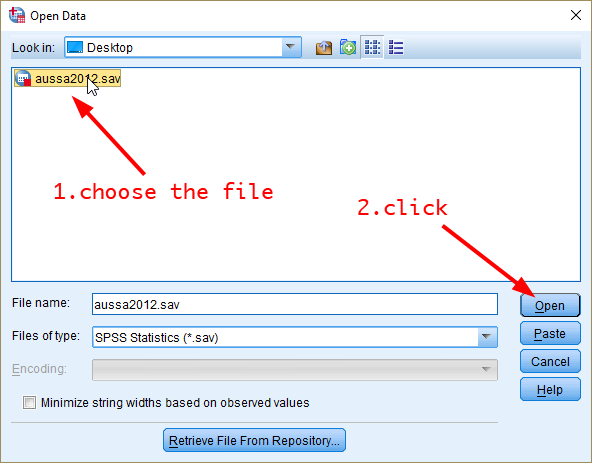 Open Data
Look in: Desktop
aussa2012.sav
1.choose the file
2.click
File name: aussa2012.sav
Open
Files of type: SPSS Statistics (*.sav)
Paste
Encoding:
Cancel
Minimize string widths based on observed values
Help
Retrieve File From Repository...